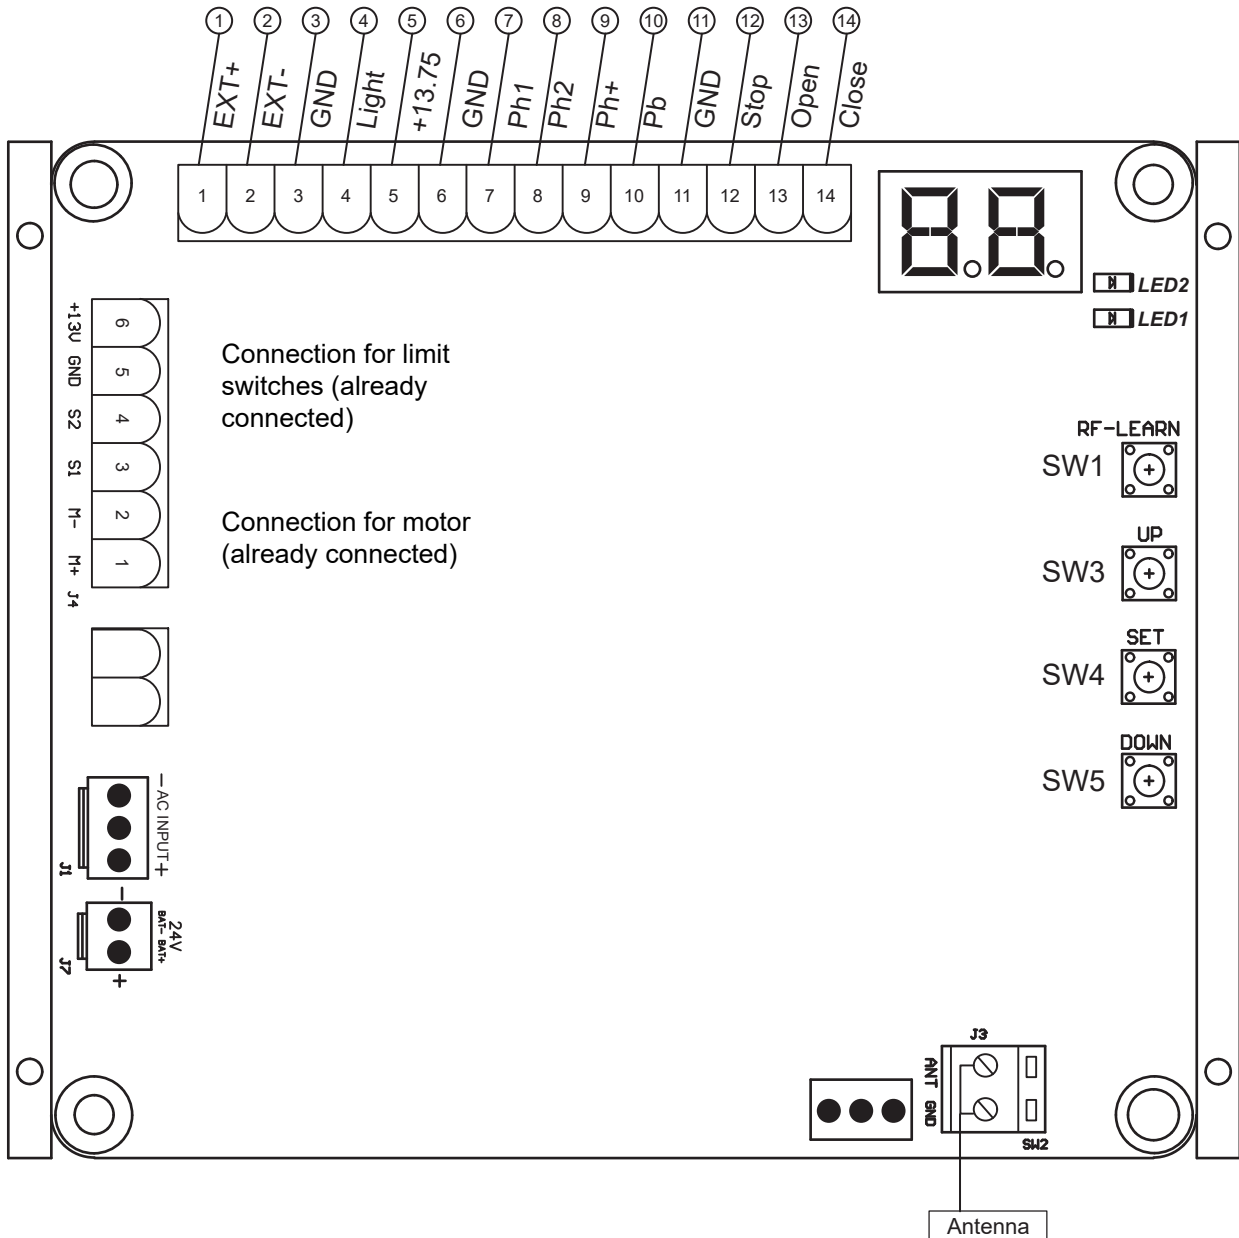 1 2 3 4 5 6 7 8 9 10 11 12 13 14
EXT+ EXT- GND Light +13.75 GND Ph1 Ph2 Ph+ Pb GND Stop Open Close
1 2 3 4 5 6 7 8 9 10 11 12 13 14
8.8.
LED2
LED1
+13V 6
GND 5
S2 4
S1 3
M- 2
M+ 1
J4
Connection for limit
switches (already
connected)
Connection for motor
(already connected)
RF-LEARN
SW1
UP
SW3
SET
SW4
DOWN
SW5
- AC INPUT +
J1
-
24V
BAT- BAT+
J7
+
J3
ANT GND
SW2
Antenna